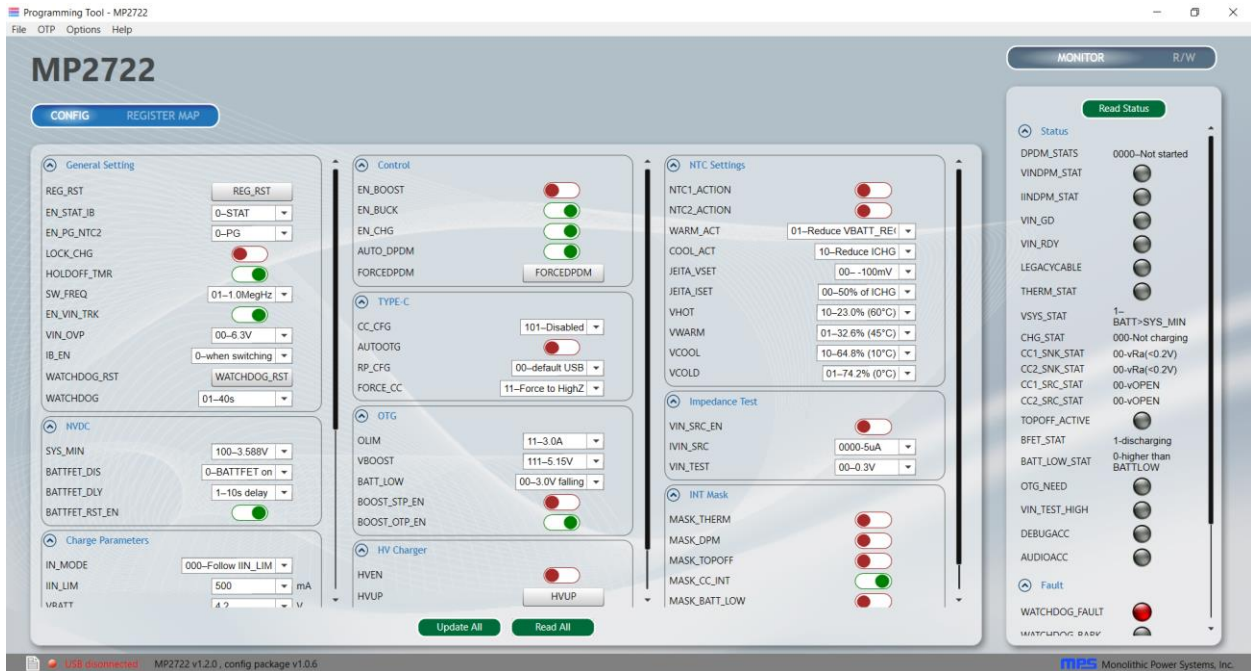 Programming Tool - MP2722
File OTP Options Help
MP2722
CONFIG REGISTER MAP
MONITOR R/W
General Setting
REG_RST REG_RST
EN_STAT_IB 0–STAT
EN_PG_NTC2 0–PG
LOCK_CHG
HOLDOFF_TMR
SW_FREQ 01–1.0MegHz
EN_VIN_TRK
VIN_OVP 00–6.3V
IB_EN 0–when switching
WATCHDOG_RST WATCHDOG_RST
WATCHDOG 01–40s
NVDC
SYS_MIN 100–3.588V
BATTFET_DIS 0–BATTFET on
BATTFET_DLY 1–10s delay
BATTFET_RST_EN
Charge Parameters
IN_MODE 000–Follow IIN_LIM
IIN_LIM 500 mA
VBATT 4.2 V
Control
EN_BOOST
EN_BUCK
EN_CHG
AUTO_DPDM
FORCEDPDM FORCEDPDM
TYPE-C
CC_CFG 101–Disabled
AUTOOTG
RP_CFG 00–default USB
FORCE_CC 11–Force to HighZ
OTG
OLIM 11–3.0A
VBOOST 111–5.15V
BATT_LOW 00–3.0V falling
BOOST_STP_EN
BOOST_OTP_EN
HV Charger
HVEN
HVUP HVUP
NTC Settings
NTC1_ACTION
NTC2_ACTION
WARM_ACT 01–Reduce VBATT_RE
COOL_ACT 10–Reduce ICHG
JEITA_VSET 00– -100mV
JEITA_ISET 00–50% of ICHG
VHOT 10–23.0% (60°C)
VWARM 01–32.6% (45°C)
VCOOL 10–64.8% (10°C)
VCOLD 01–74.2% (0°C)
Impedance Test
VIN_SRC_EN
IVIN_SRC 0000-5uA
VIN_TEST 00–0.3V
INT Mask
MASK_THERM
MASK_DPM
MASK_TOPOFF
MASK_CC_INT
MASK_BATT_LOW
Update All Read All
Read Status
Status
DPDM_STATS 0000–Not started
VINDPM_STAT
IINDPM_STAT
VIN_GD
VIN_RDY
LEGACYCABLE
THERM_STAT
VSYS_STAT 1–
BATT>SYS_MIN
CHG_STAT 000-Not charging
CC1_SNK_STAT 00-vRa(<0.2V)
CC2_SNK_STAT 00-vRa(<0.2V)
CC1_SRC_STAT 00-vOPEN
CC2_SRC_STAT 00-vOPEN
TOPOFF_ACTIVE
BFET_STAT 1-discharging
BATT_LOW_STAT 0-higher than
BATTLOW
OTG_NEED
VIN_TEST_HIGH
DEBUGACC
AUDIOACC
Fault
WATCHDOG_FAULT
WATCHDOG_BARK
USB disconnected MP2722 v1.2.0 , config package v1.0.6
mps Monolithic Power Systems, Inc.